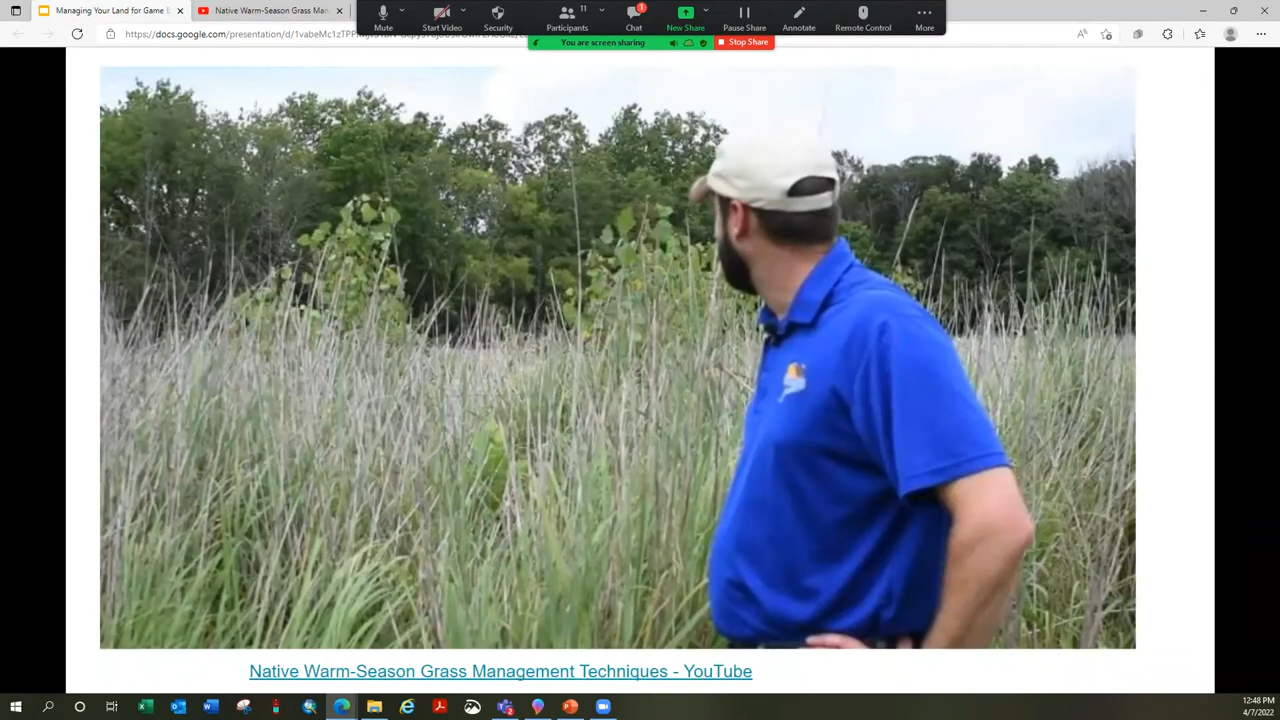 Managing Your Land for Game B
Native Warm-Season Grass Man
Mute
Start Video
Security
Participants
11
Chat
1
New Share
Pause Share
Annotate
Remote Control
More
You are screen sharing
Stop Share
Native Warm-Season Grass Management Techniques - YouTube
12:48 PM
4/7/2022